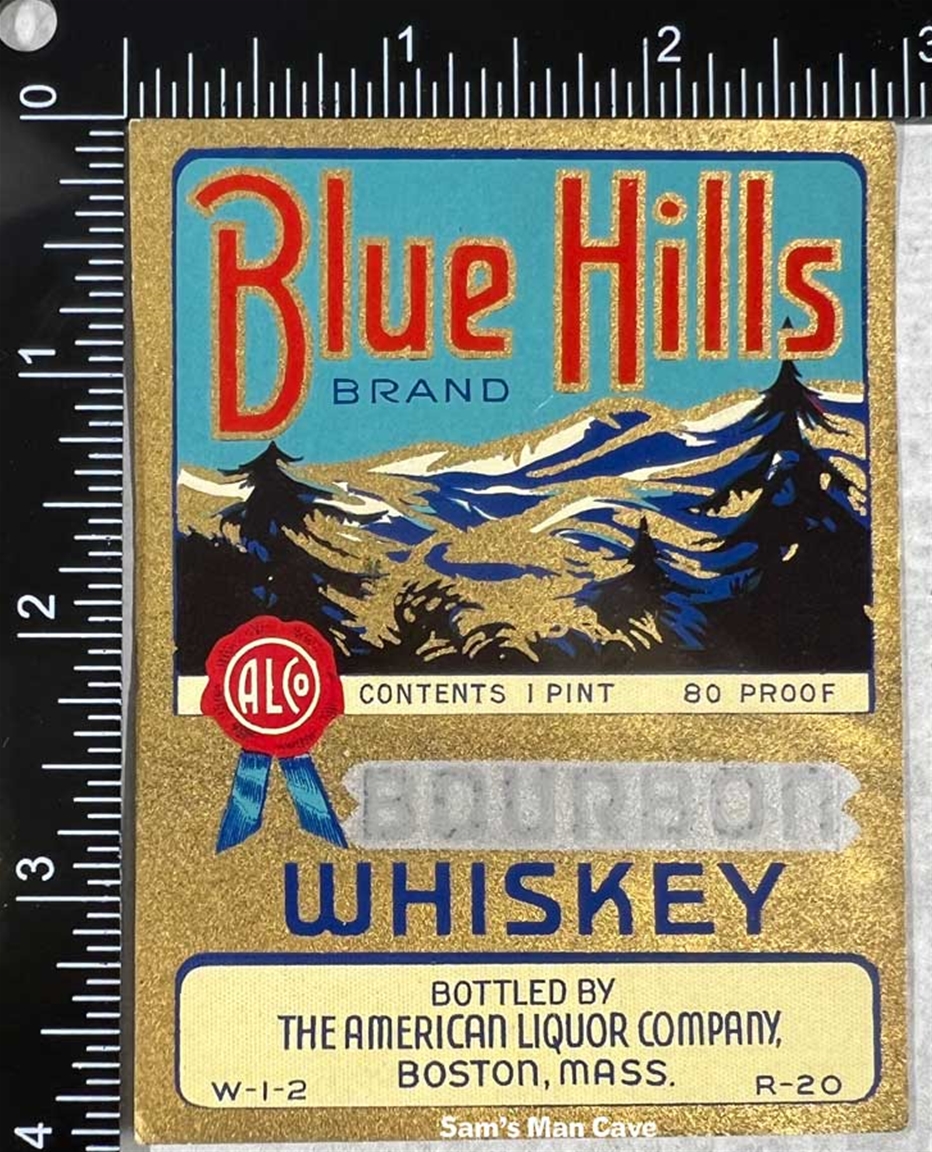 0 1 2 3
1
2
3
4
Blue Hills
BRAND
ALCO
CONTENTS 1 PINT 80 PROOF
BOURBON
WHISKEY
BOTTLED BY
THE AMERICAN LIQUOR COMPANY,
BOSTON, MASS.
W-1-2 R-20
Sam's Man Cave